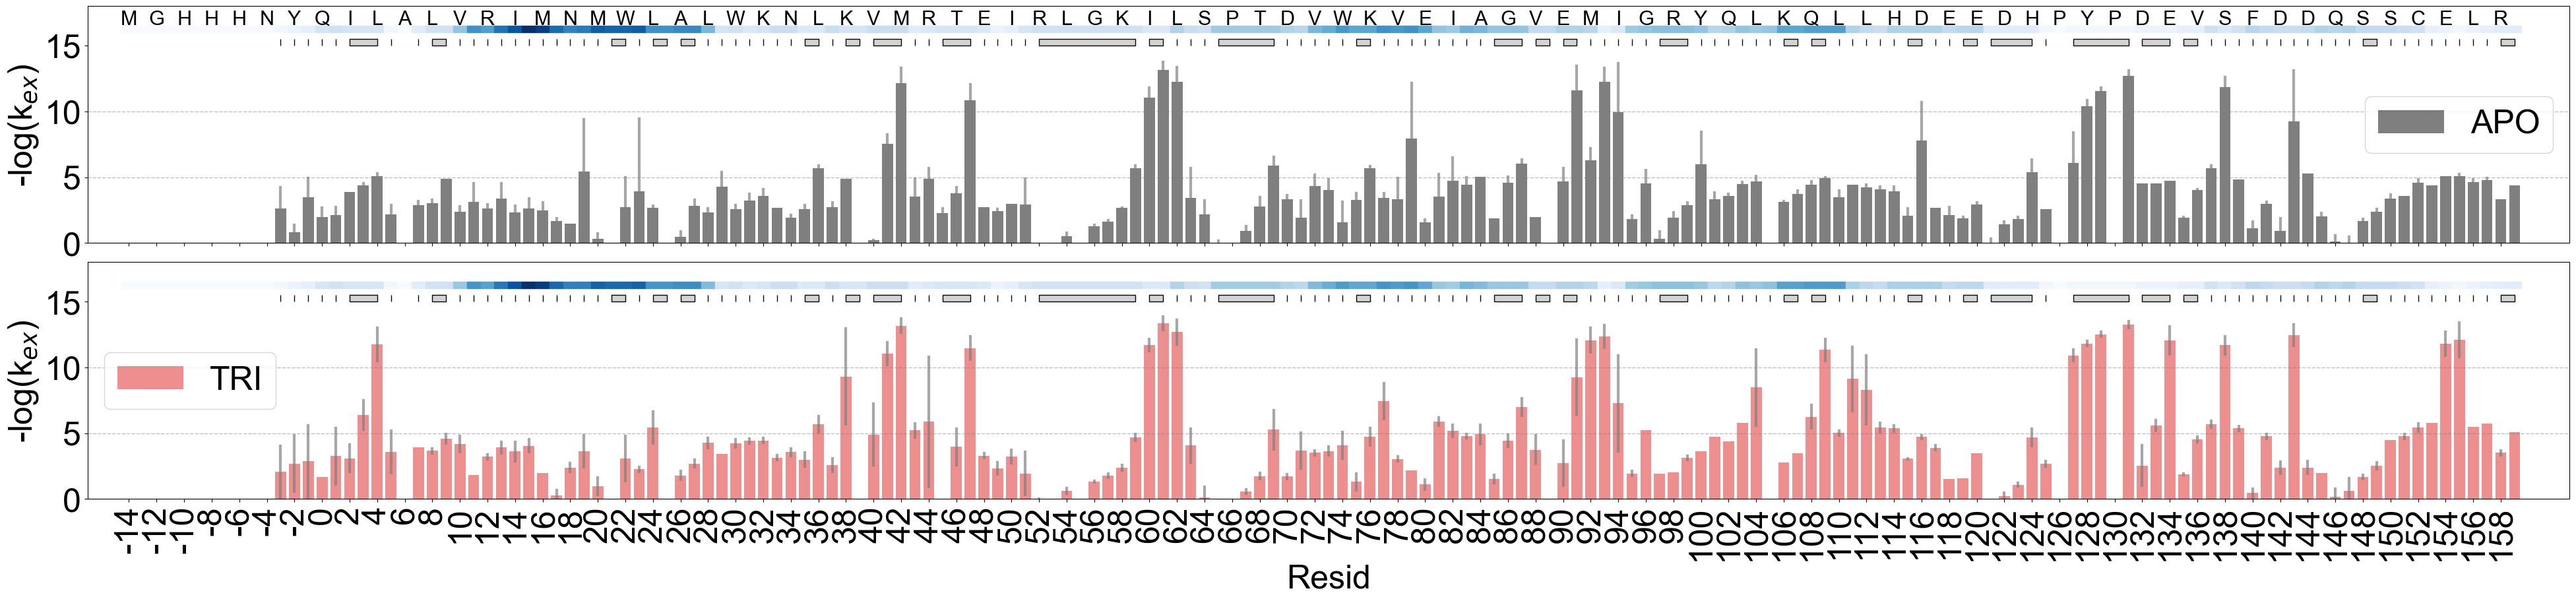 M G H H H N Y Q I L A L V R I M N M W L A L W K N L K V M R T E I R L G K I L S P T D V W K V E I A G V E M I G R Y Q L K Q L L H D E E D H P Y P D E V S F D D Q S S C E L R
15
10
5
0
-log(k_ex)
APO
15
10
5
0
-log(k_ex)
TRI
-14 -12 -10 -8 -6 -4 -2 0 2 4 6 8 10 12 14 16 18 20 22 24 26 28 30 32 34 36 38 40 42 44 46 48 50 52 54 56 58 60 62 64 66 68 70 72 74 76 78 80 82 84 86 88 90 92 94 96 98 100 102 104 106 108 110 112 114 116 118 120 122 124 126 128 130 132 134 136 138 140 142 144 146 148 150 152 154 156 158
Resid